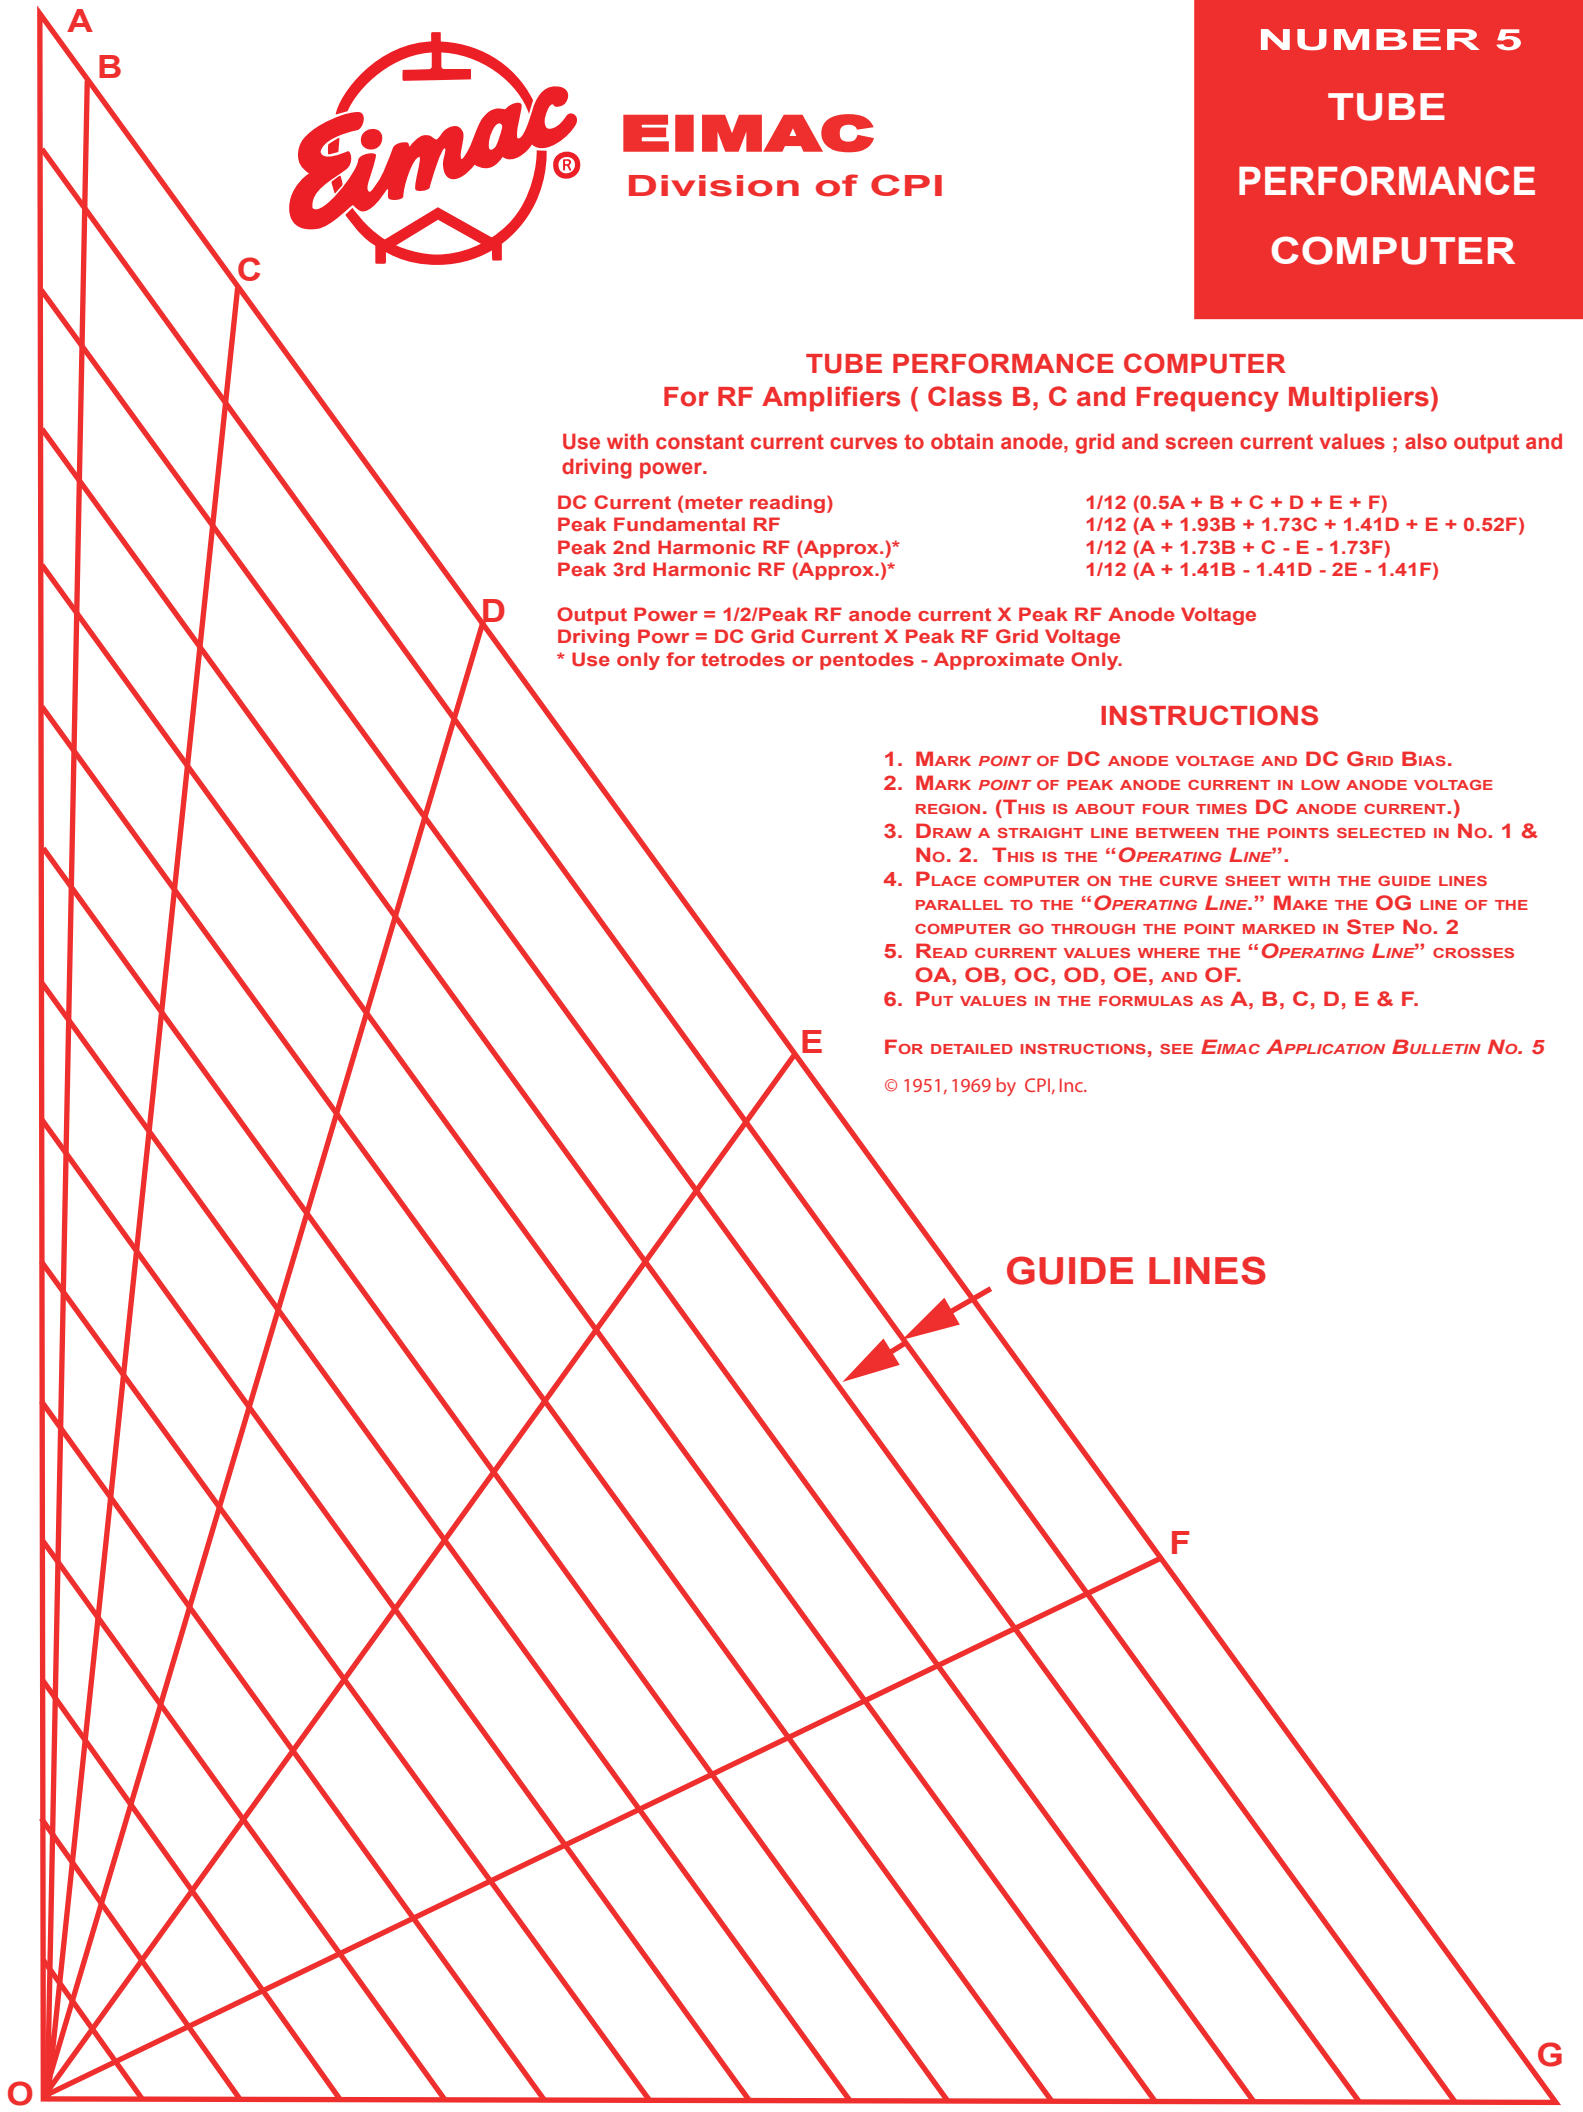 A
B
C
D
E
F
G
O
Eimac ®
EIMAC
Division of CPI
NUMBER 5
TUBE
PERFORMANCE
COMPUTER
TUBE PERFORMANCE COMPUTER
For RF Amplifiers ( Class B, C and Frequency Multipliers)
Use with constant current curves to obtain anode, grid and screen current values ; also output and
driving power.
DC Current (meter reading) 1/12 (0.5A + B + C + D + E + F)
Peak Fundamental RF 1/12 (A + 1.93B + 1.73C + 1.41D + E + 0.52F)
Peak 2nd Harmonic RF (Approx.)* 1/12 (A + 1.73B + C - E - 1.73F)
Peak 3rd Harmonic RF (Approx.)* 1/12 (A + 1.41B - 1.41D - 2E - 1.41F)
Output Power = 1/2/Peak RF anode current X Peak RF Anode Voltage
Driving Powr = DC Grid Current X Peak RF Grid Voltage
* Use only for tetrodes or pentodes - Approximate Only.
INSTRUCTIONS
1. Mark point of DC anode voltage and DC Grid Bias.
2. Mark point of peak anode current in low anode voltage
region. (This is about four times DC anode current.)
3. Draw a straight line between the points selected in No. 1 &
No. 2. This is the “Operating Line”.
4. Place computer on the curve sheet with the guide lines
parallel to the “Operating Line.” Make the OG line of the
computer go through the point marked in Step No. 2
5. Read current values where the “Operating Line” crosses
OA, OB, OC, OD, OE, and OF.
6. Put values in the formulas as A, B, C, D, E & F.
For detailed instructions, see Eimac Application Bulletin No. 5
© 1951, 1969 by CPI, Inc.
GUIDE LINES